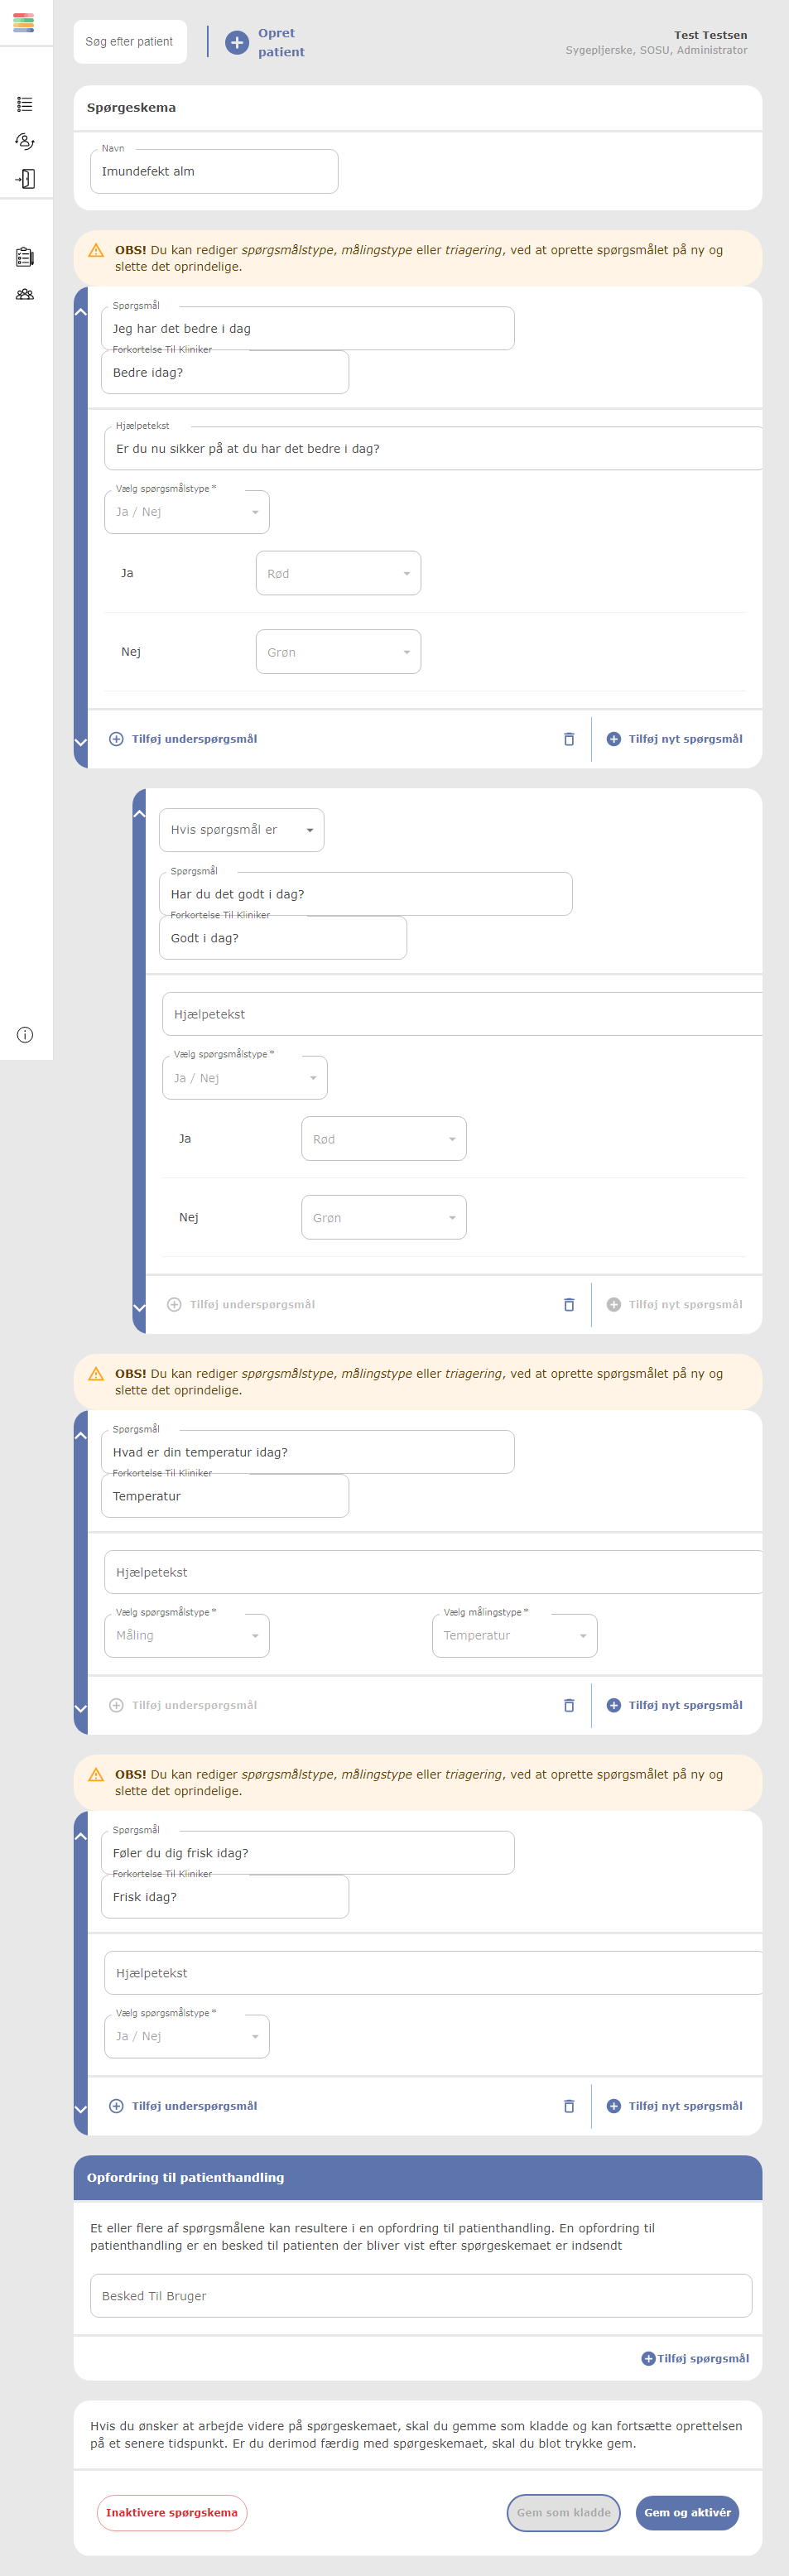 Søg efter patient
Opret
patient
Test Testsen
Sygepljerske, SOSU, Administrator
Spørgeskema
Navn
Imundefekt alm
OBS! Du kan rediger spørgsmålstype, målingstype eller triagering, ved at oprette spørgsmålet på ny og
slette det oprindelige.
Spørgsmål
Jeg har det bedre i dag
Forkortelse Til Kliniker
Bedre idag?
Hjælpetekst
Er du nu sikker på at du har det bedre i dag?
Vælg spørgsmålstype *
Ja / Nej
Ja
Rød
Nej
Grøn
Tilføj underspørgsmål
Tilføj nyt spørgsmål
Hvis spørgsmål er
Spørgsmål
Har du det godt i dag?
Forkortelse Til Kliniker
Godt i dag?
Hjælpetekst
Vælg spørgsmålstype *
Ja / Nej
Ja
Rød
Nej
Grøn
Tilføj underspørgsmål
Tilføj nyt spørgsmål
OBS! Du kan rediger spørgsmålstype, målingstype eller triagering, ved at oprette spørgsmålet på ny og
slette det oprindelige.
Spørgsmål
Hvad er din temperatur idag?
Forkortelse Til Kliniker
Temperatur
Hjælpetekst
Vælg spørgsmålstype *
Måling
Vælg målingstype *
Temperatur
Tilføj underspørgsmål
Tilføj nyt spørgsmål
OBS! Du kan rediger spørgsmålstype, målingstype eller triagering, ved at oprette spørgsmålet på ny og
slette det oprindelige.
Spørgsmål
Føler du dig frisk idag?
Forkortelse Til Kliniker
Frisk idag?
Hjælpetekst
Vælg spørgsmålstype *
Ja / Nej
Tilføj underspørgsmål
Tilføj nyt spørgsmål
Opfordring til patienthandling
Et eller flere af spørgsmålene kan resultere i en opfordring til patienthandling. En opfordring til
patienthandling er en besked til patienten der bliver vist efter spørgeskemaet er indsendt
Besked Til Bruger
Tilføj spørgsmål
Hvis du ønsker at arbejde videre på spørgeskemaet, skal du gemme som kladde og kan fortsætte oprettelsen
på et senere tidspunkt. Er du derimod færdig med spørgeskemaet, skal du blot trykke gem.
Inaktivere spørgskema
Gem som kladde
Gem og aktivér